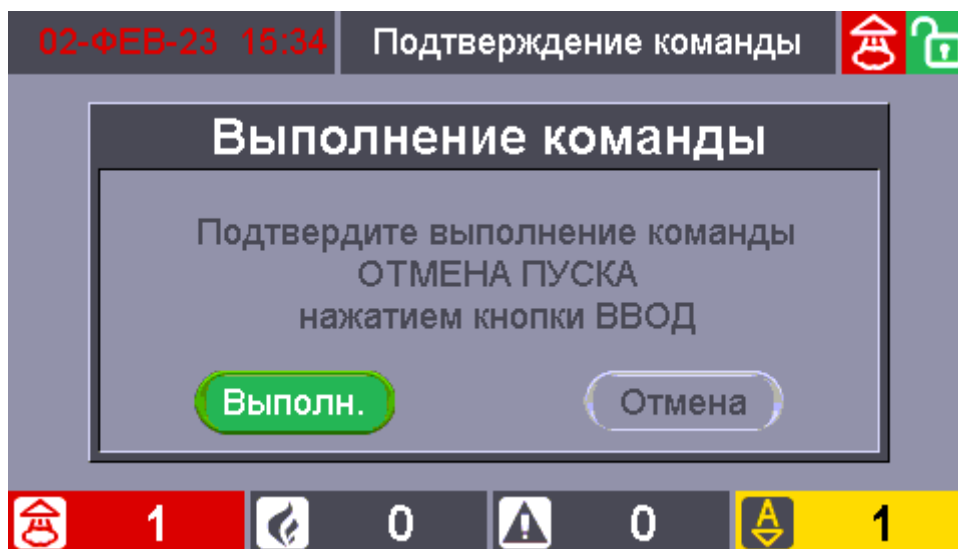 02-ФЕВ-23 15:34 Подтверждение команды
Выполнение команды
Подтвердите выполнение команды
ОТМЕНА ПУСКА
нажатием кнопки ВВОД
Выполн. Отмена
1 0 0 А 1